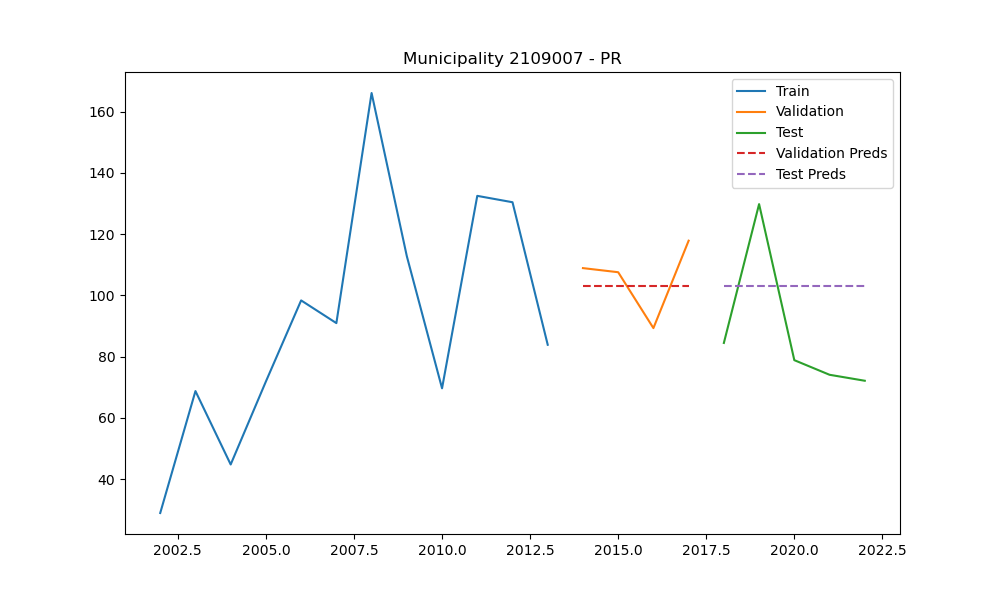 Municipality 2109007 - PR
Train
Validation
Test
Validation Preds
Test Preds
160
140
120
100
80
60
40
2002.5 2005.0 2007.5 2010.0 2012.5 2015.0 2017.5 2020.0 2022.5